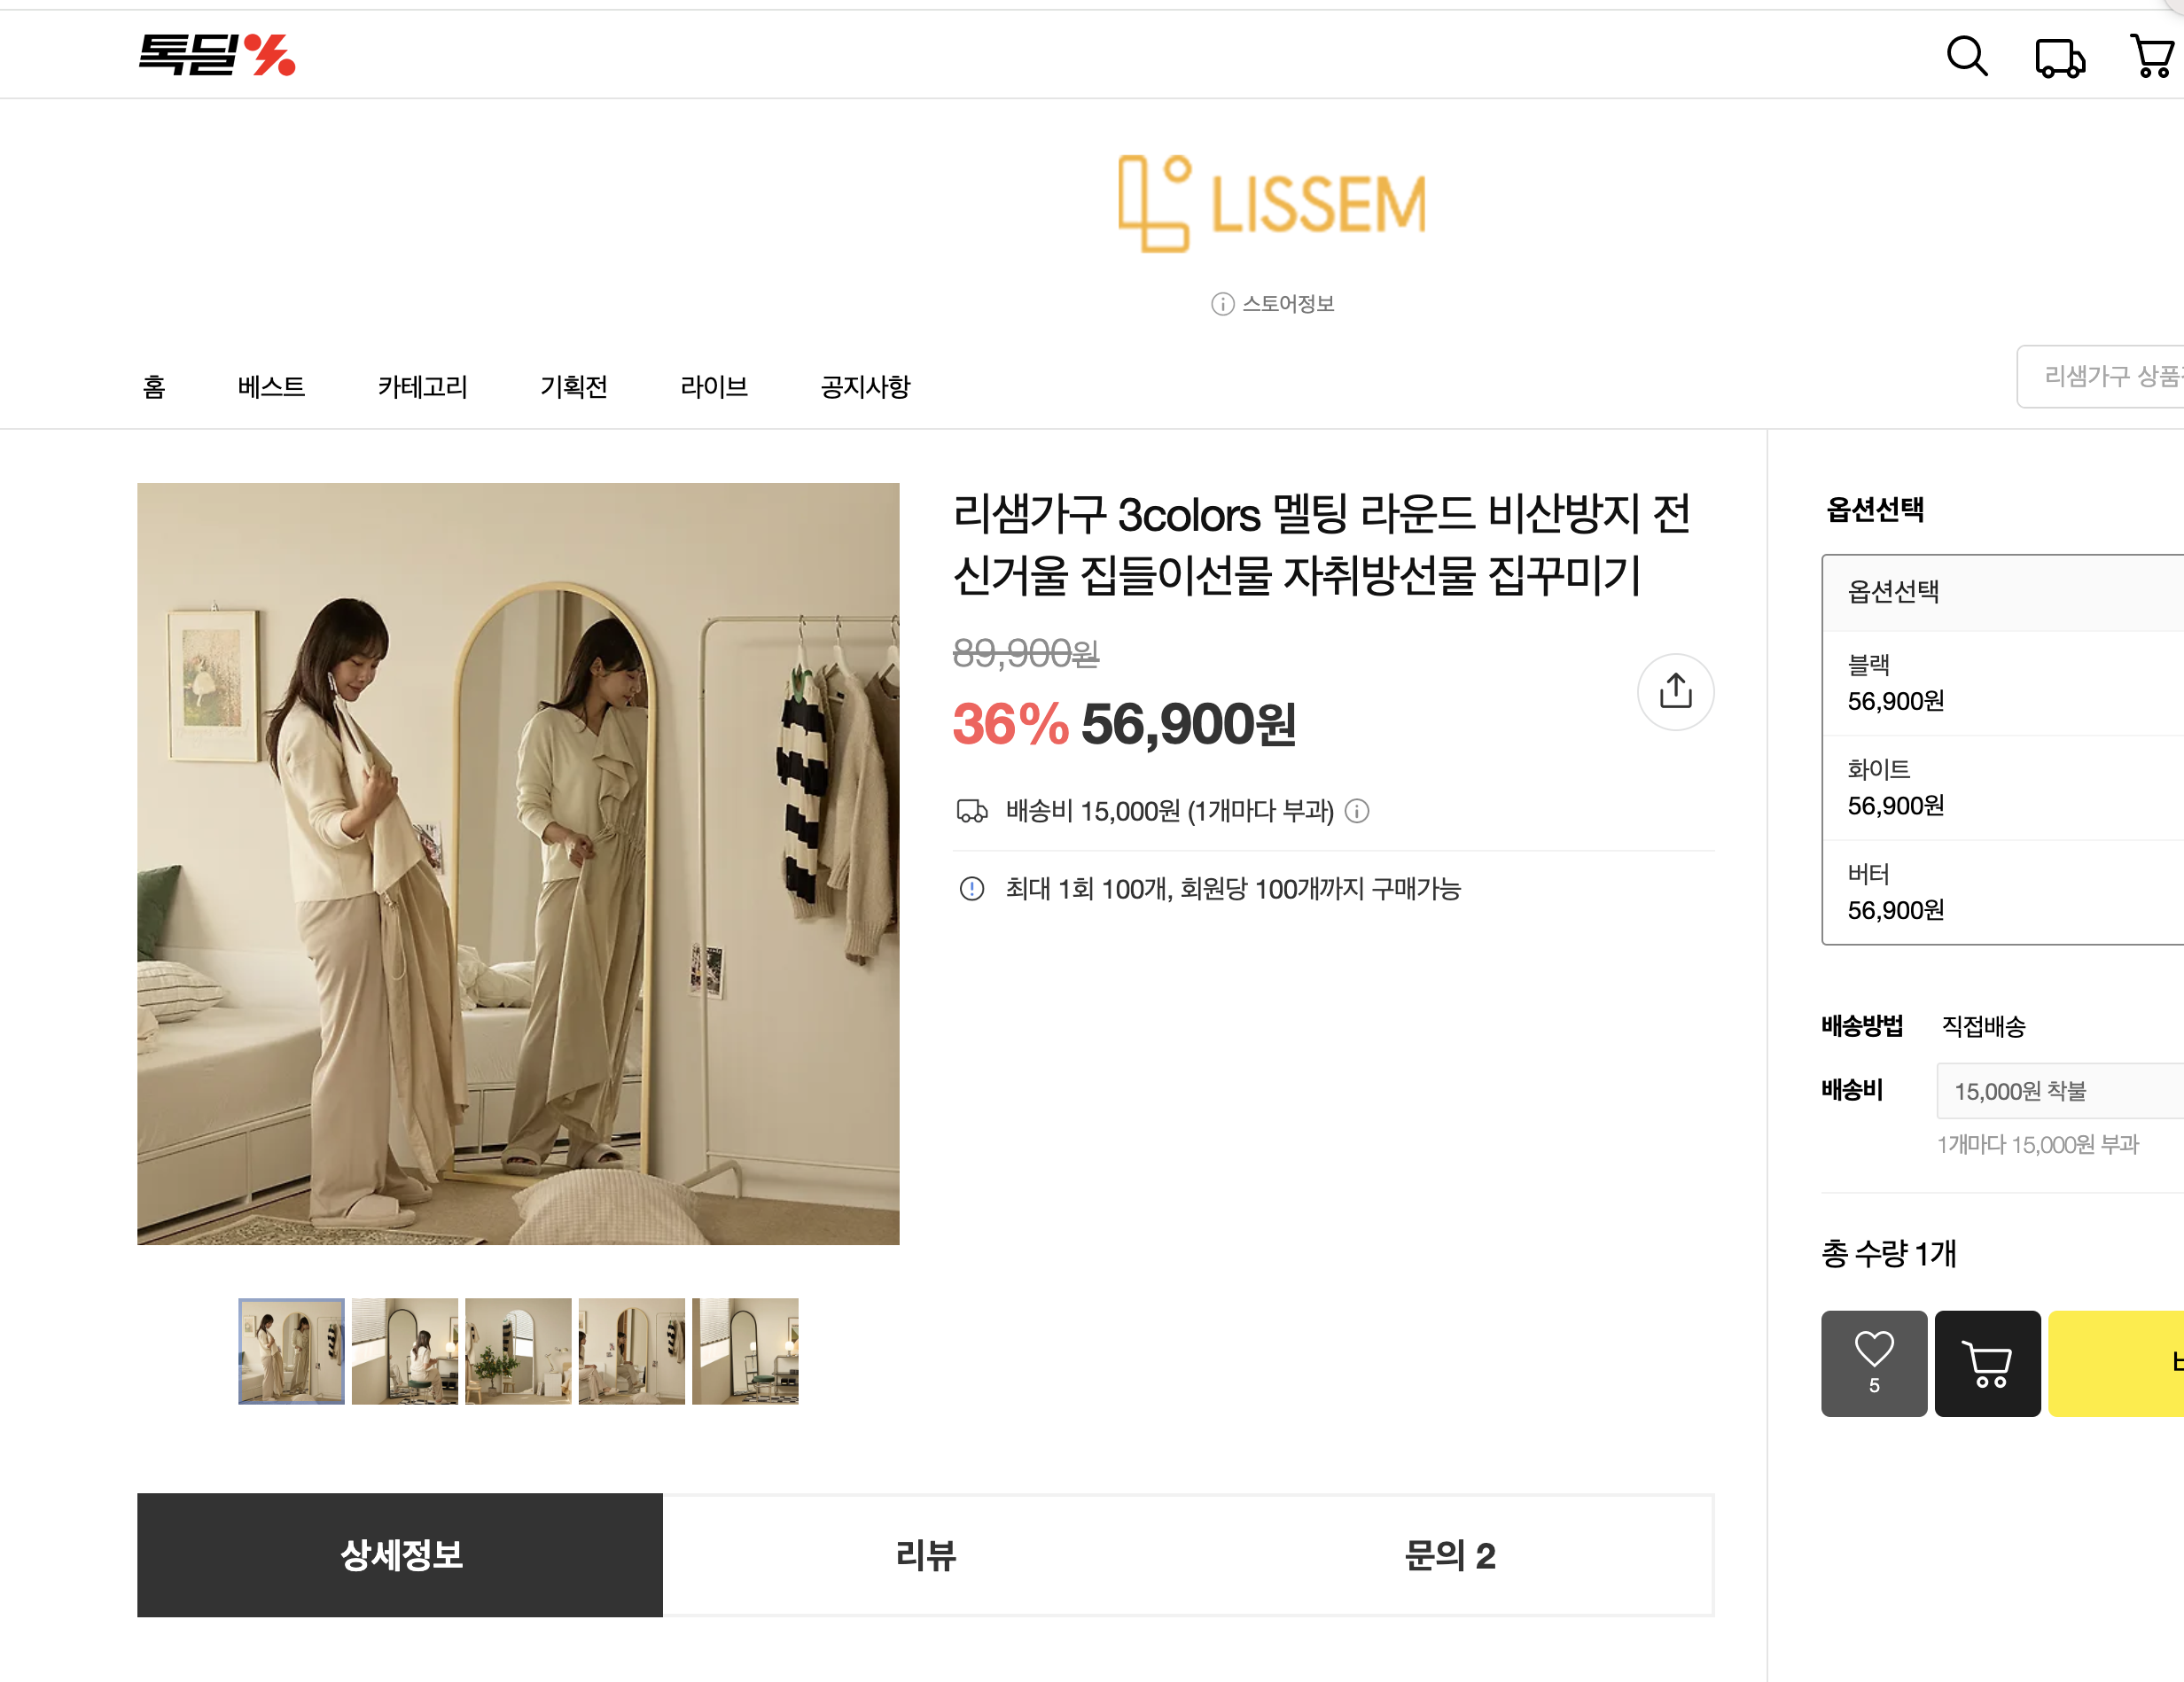 톡딜
LISSEM
스토어정보
홈 베스트 카테고리 기획전 라이브 공지사항
리샘가구 상품
리샘가구 3colors 멜팅 라운드 비산방지 전
신거울 집들이선물 자취방선물 집꾸미기
89,900원
36% 56,900원
배송비 15,000원 (1개마다 부과)
최대 1회 100개, 회원당 100개까지 구매가능
옵션선택
옵션선택
블랙
56,900원
화이트
56,900원
버터
56,900원
배송방법 직접배송
배송비 15,000원 착불
1개마다 15,000원 부과
총 수량 1개
5
상세정보 리뷰 문의 2